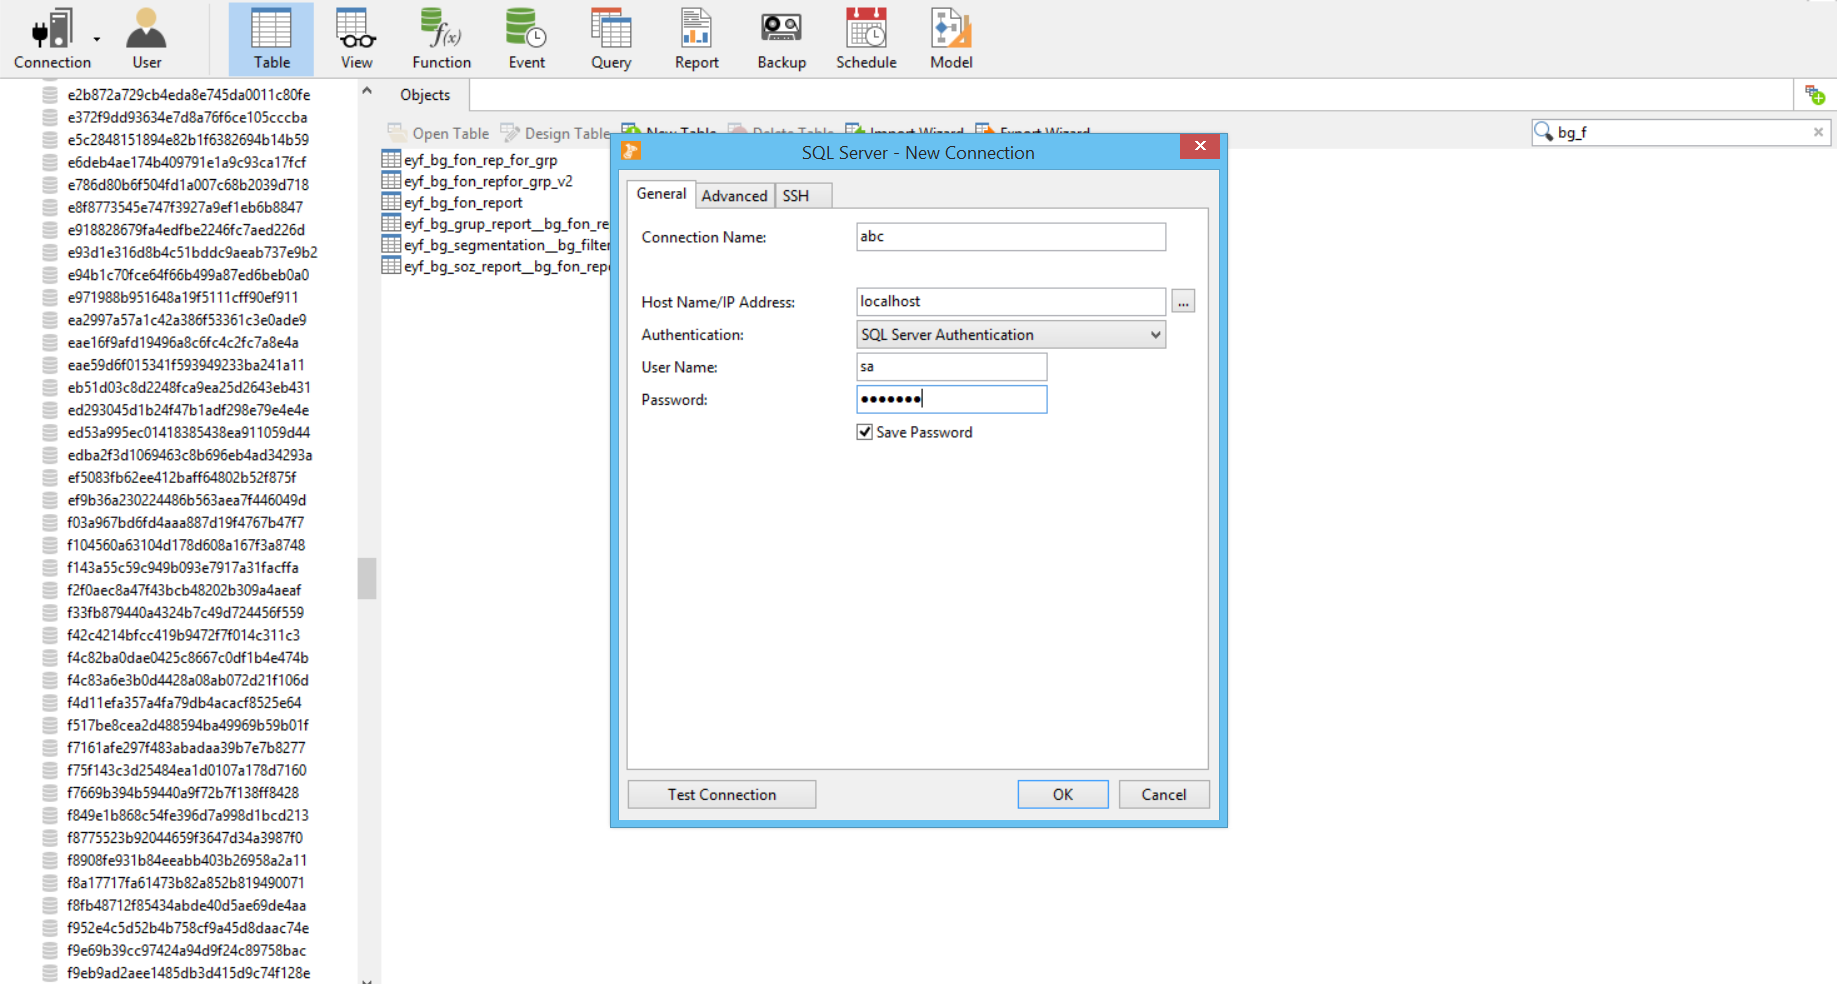 Connection User Table View Function Event Query Report Backup Schedule Model
e2b872a729cb4eda8e745da0011c80fe
e372f9dd93634e7d8a76f6ce105cccba
e5c2848151894e82b1f6382694b14b59
e6deb4ae174b409791e1a9c93ca17fcf
e786d80b6f504fd1a007c68b2039d718
e8f8773545e747f3927a9ef1eb6b8847
e918828679fa4edfbe2246fc7aed226d
e93d1e316d8b4c51bddc9aeab737e9b2
e94b1c70fce64f66b499a87ed6beb0a0
e971988b951648a19f5111cff90ef911
ea2997a57a1c42a386f53361c3e0ade9
eae16f9afd19496a8c6fc4c2fc7a8e4a
eae59d6f015341f593949233ba241a11
eb51d03c8d2248fca9ea25d2643eb431
ed293045d1b24f47b1adf298e79e4e4e
ed53a995ec01418385438ea911059d44
edba2f3d1069463c8b696eb4ad34293a
ef5083fb62ee412baff64802b52f875f
ef9b36a230224486b563aea7f446049d
f03a967bd6fd4aaa887d19f4767b47f7
f104560a63104d178d608a167f3a8748
f143a55c59c949b093e7917a31facffa
f2f0aec8a47f43bcb48202b309a4aeaf
f33fb879440a4324b7c49d724456f559
f42c4214bfcc419b9472f7f014c311c3
f4c82ba0dae0425c8667c0df1b4e474b
f4c83a6e3b0d4428a08ab072d21f106d
f4d11efa357a4fa79db4acacf8525e64
f517be8cea2d488594ba49969b59b01f
f7161afe297f483abadaa39b7e7b8277
f75f143c3d25484ea1d0107a178d7160
f7669b394b59440a9f72b7f138ff8428
f849e1b868c54fe396d7a998d1bcd213
f8775523b92044659f3647d34a3987f0
f8908fe931b84eeabb403b26958a2a11
f8a17717fa61473b82a852b819490071
f8fb48712f85434abde40d5ae69de4aa
f952e4c5d52b4b758cf9a45d8daac74e
f9e69b39cc97424a94d9f24c89758bac
f9eb9ad2aee1485db3d415d9c74f128e
Objects
Open Table Design Table New Table Delete Table Import Wizard Export Wizard
bg_f
eyf_bg_fon_rep_for_grp
eyf_bg_fon_repfor_grp_v2
eyf_bg_fon_report
eyf_bg_grup_report__bg_fon_re
eyf_bg_segmentation__bg_filter
eyf_bg_soz_report__bg_fon_repo
SQL Server - New Connection
General Advanced SSH
Connection Name: abc
Host Name/IP Address: localhost ...
Authentication: SQL Server Authentication
User Name: sa
Password: •••••••
Save Password
Test Connection OK Cancel